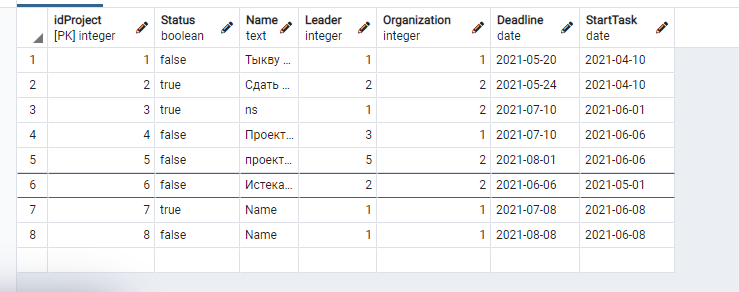 idProject Status Name Leader Organization Deadline StartTask
[PK] integer boolean text integer integer date date
1 1 false Тыкву ... 1 1 2021-05-20 2021-04-10
2 2 true Сдать ... 2 2 2021-05-24 2021-04-10
3 3 true ns 1 2 2021-07-10 2021-06-01
4 4 false Проект... 3 1 2021-07-10 2021-06-06
5 5 false проект... 5 2 2021-08-01 2021-06-06
6 6 false Истека... 2 2 2021-06-06 2021-05-01
7 7 true Name 1 1 2021-07-08 2021-06-08
8 8 false Name 1 1 2021-08-08 2021-06-08